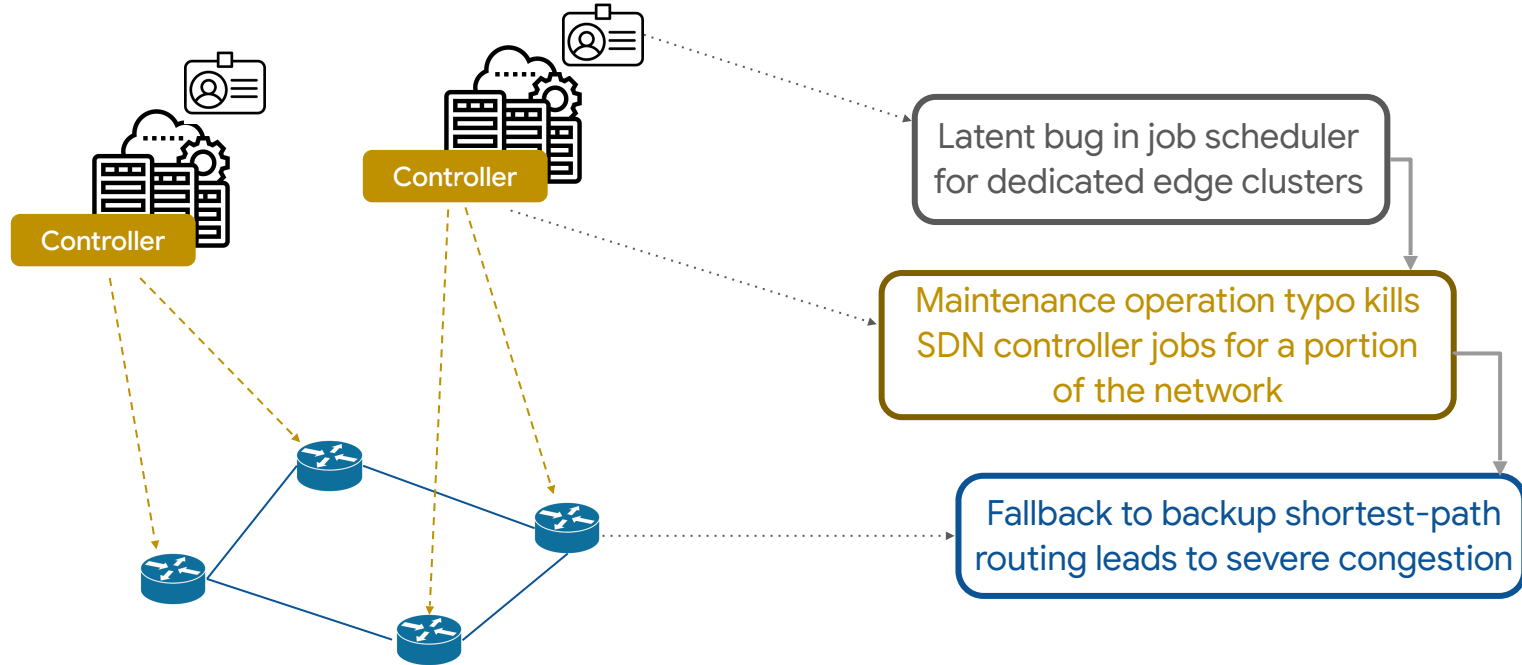 Controller
Controller
Latent bug in job scheduler
for dedicated edge clusters
Maintenance operation typo kills
SDN controller jobs for a portion
of the network
Fallback to backup shortest-path
routing leads to severe congestion